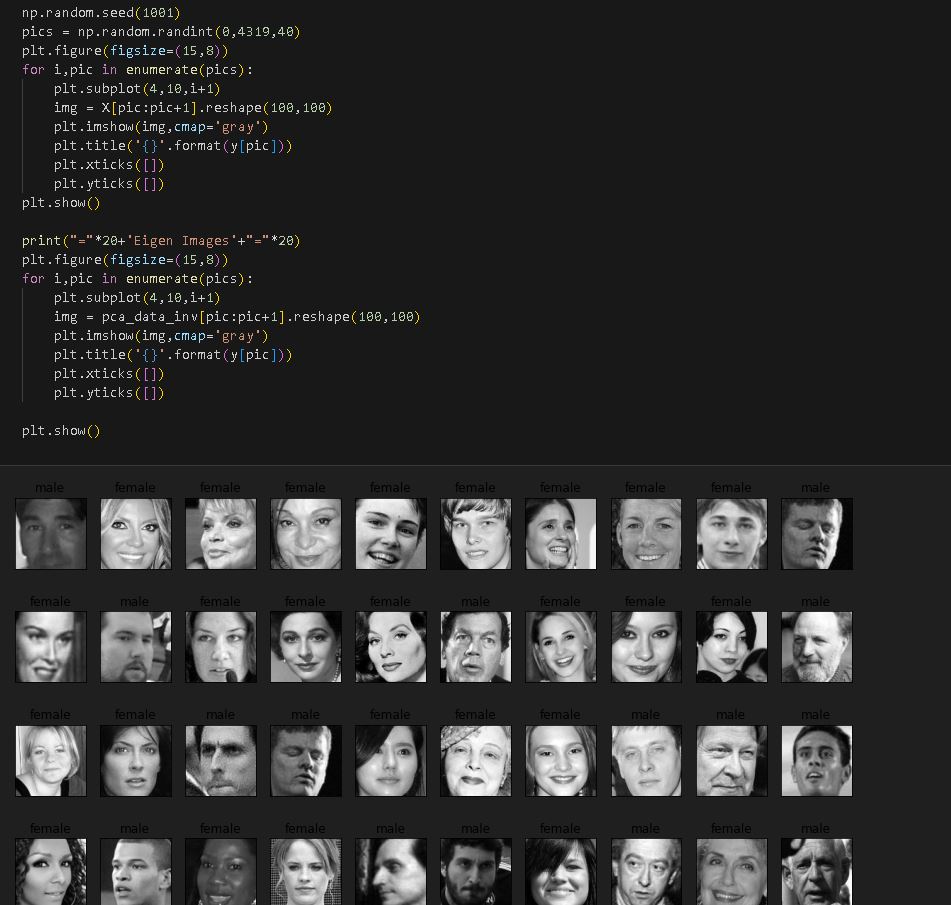 np.random.seed(1001)
pics = np.random.randint(0,4319,40)
plt.figure(figsize=(15,8))
for i,pic in enumerate(pics):
    plt.subplot(4,10,i+1)
    img = X[pic:pic+1].reshape(100,100)
    plt.imshow(img,cmap='gray')
    plt.title('{}'.format(y[pic]))
    plt.xticks([])
    plt.yticks([])
plt.show()
print("="*20+'Eigen Images'+"="*20)
plt.figure(figsize=(15,8))
for i,pic in enumerate(pics):
    plt.subplot(4,10,i+1)
    img = pca_data_inv[pic:pic+1].reshape(100,100)
    plt.imshow(img,cmap='gray')
    plt.title('{}'.format(y[pic]))
    plt.xticks([])
    plt.yticks([])
plt.show()
male female female female female female female female female male
female male female female female male female female female male
female female male male female female female male male male
female male female female male male female male female male